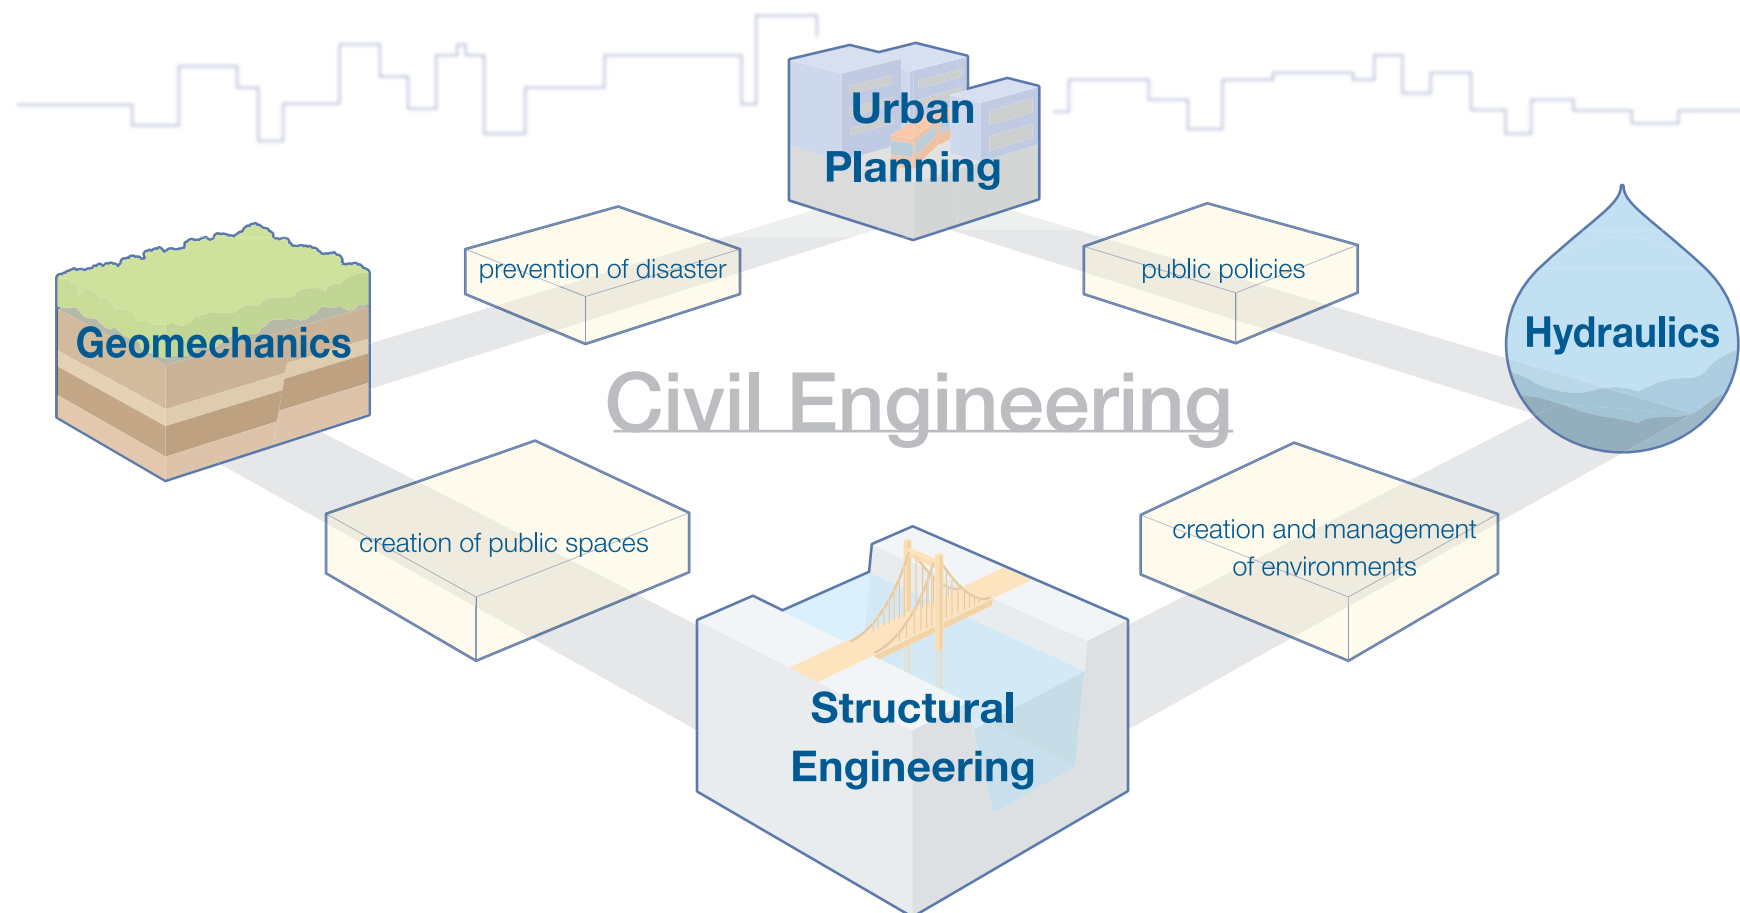 Urban
Planning
prevention of disaster
public policies
Geomechanics
Hydraulics
Civil Engineering
creation of public spaces
creation and management
of environments
Structural
Engineering